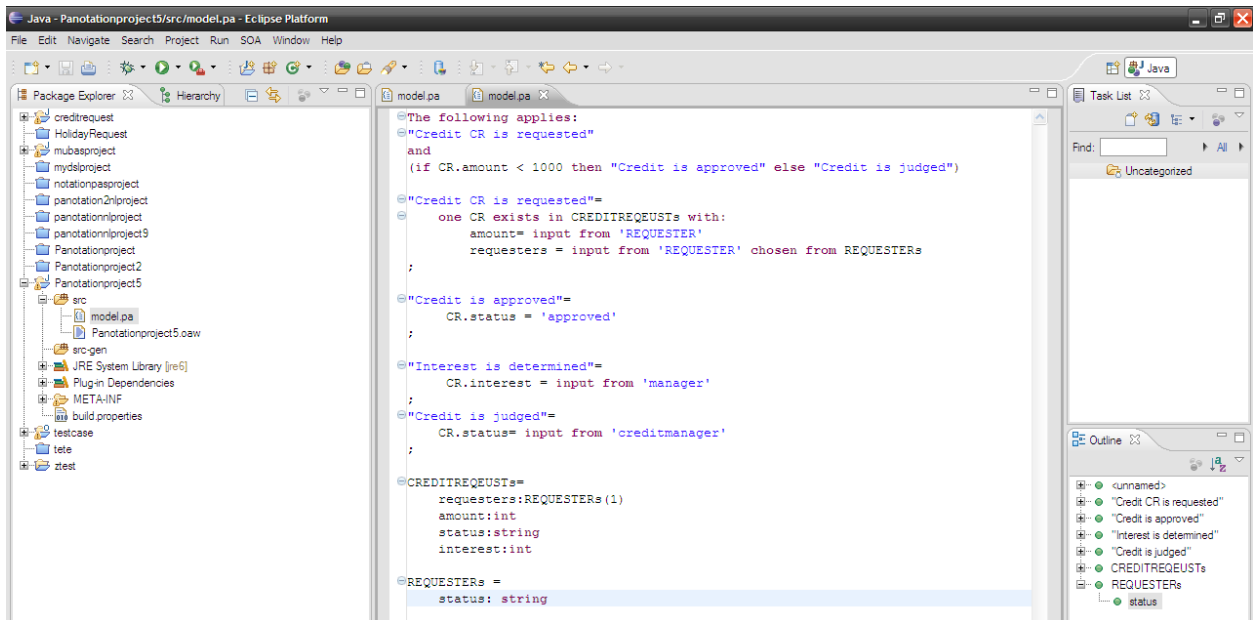 Java - Panotationproject5/src/model.pa - Eclipse Platform
File Edit Navigate Search Project Run SOA Window Help
Java
Package Explorer
Hierarchy
creditrequest
HolidayRequest
mubasproject
mydslproject
notationpasproject
panotation2nlproject
panotationnlproject
panotationnlproject9
Panotationproject
Panotationproject2
Panotationproject5
src
model.pa
Panotationproject5.oaw
src-gen
JRE System Library [jre6]
Plug-in Dependencies
META-INF
build.properties
testcase
tete
ztest
model.pa
model.pa
The following applies:
"Credit CR is requested"
and
(if CR.amount < 1000 then "Credit is approved" else "Credit is judged")
"Credit CR is requested"=
one CR exists in CREDITREQEUSTs with:
amount= input from 'REQUESTER'
requesters = input from 'REQUESTER' chosen from REQUESTERs
;
"Credit is approved"=
CR.status = 'approved'
;
"Interest is determined"=
CR.interest = input from 'manager'
;
"Credit is judged"=
CR.status= input from 'creditmanager'
;
CREDITREQEUSTs=
requesters:REQUESTERs(1)
amount:int
status:string
interest:int
REQUESTERs =
status: string
Task List
Find:
All
Uncategorized
Outline
<unnamed>
"Credit CR is requested"
"Credit is approved"
"Interest is determined"
"Credit is judged"
CREDITREQEUSTs
REQUESTERs
status